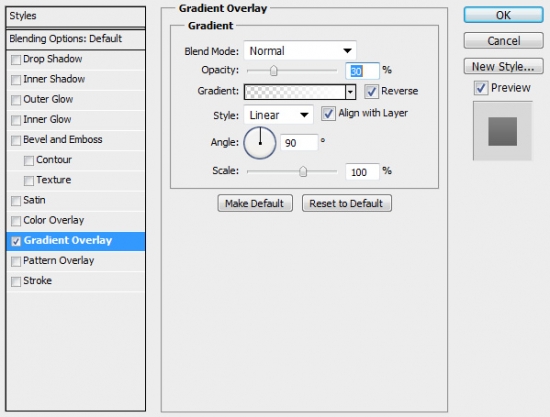 Styles
Blending Options: Default
Drop Shadow
Inner Shadow
Outer Glow
Inner Glow
Bevel and Emboss
Contour
Texture
Satin
Color Overlay
Gradient Overlay
Pattern Overlay
Stroke
Gradient Overlay
Gradient
Blend Mode: Normal
Opacity: 30 %
Gradient: Reverse
Style: Linear Align with Layer
Angle: 90 °
Scale: 100 %
Make Default Reset to Default
OK
Cancel
New Style...
Preview